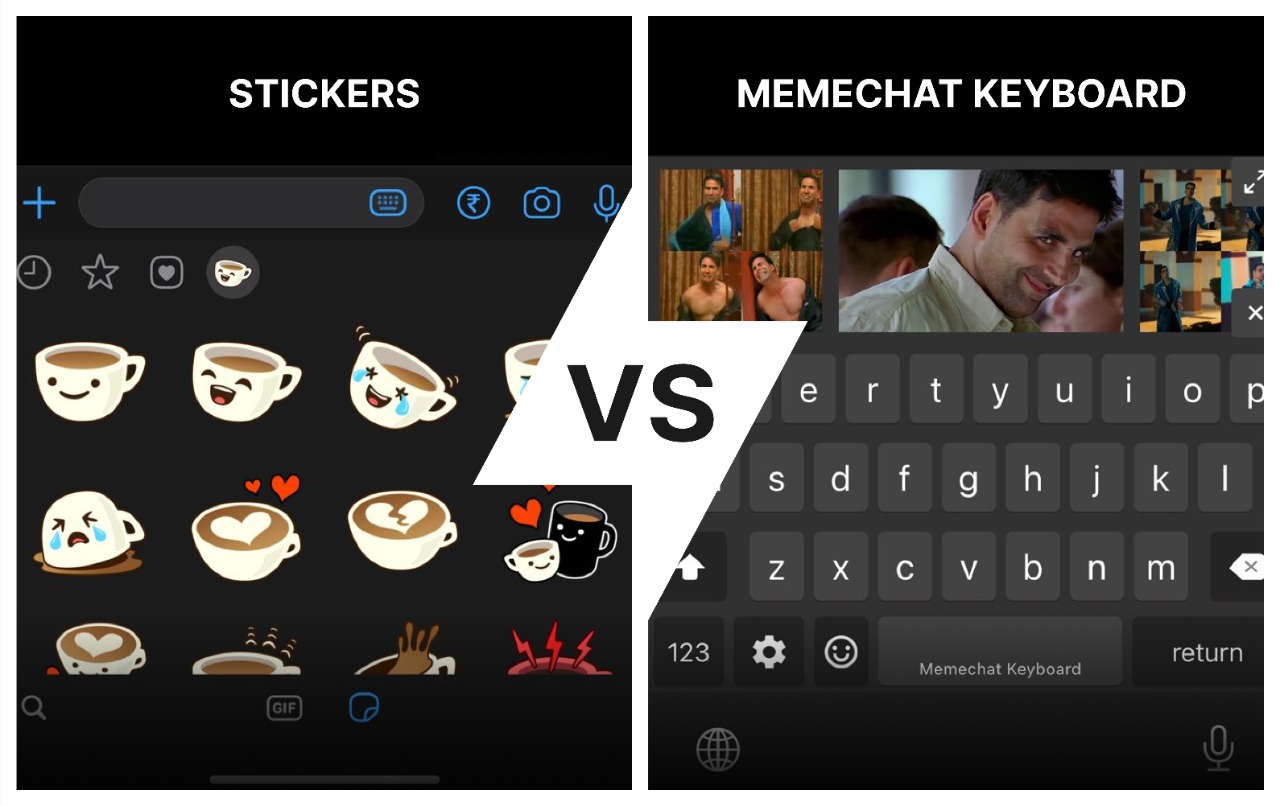 STICKERS
MEMECHAT KEYBOARD
₹
VS
e r t y u i o p
s d f g h j k l
z x c v b n m
123
Memechat Keyboard
return
GIF